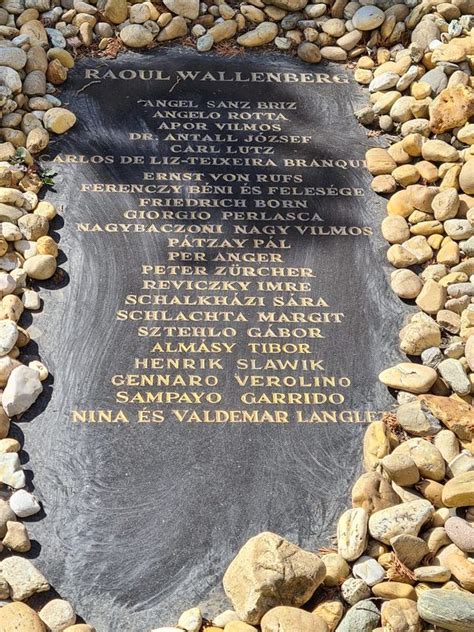 RAOUL WALLENBERG
ANGEL SANZ BRIZ
ANGELO ROTTA
APOR VILMOS
DR. ANTALL JÓZSEF
CARL LUTZ
CARLOS DE LIZ-TEIXEIRA BRANQUI
ERNST VON RUFS
FERENCZY BÉNI ÉS FELESÉGE
FRIEDRICH BORN
GIORGIO PERLASCA
NAGYBACZONI NAGY VILMOS
PÁTZAY PÁL
PER ANGER
PETER ZÜRCHER
REVICZKY IMRE
SCHALKHÁZI SÁRA
SCHLACHTA MARGIT
SZTEHLO GÁBOR
ALMÁSY TIBOR
HENRIK SLAWIK
GENNARO VEROLINO
SAMPAYO GARRIDO
NINA ÉS VALDEMAR LANGLET